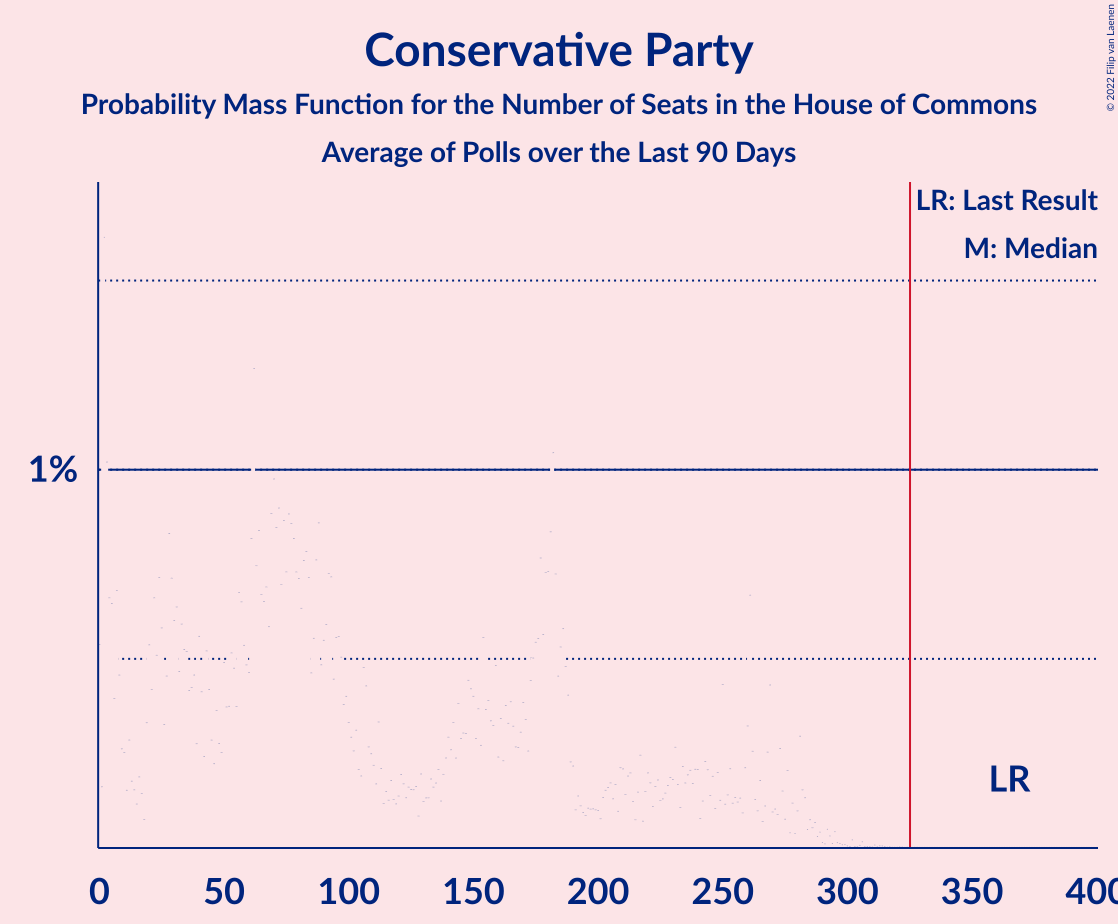 Conservative Party
Probability Mass Function for the Number of Seats in the House of Commons
Average of Polls over the Last 90 Days
© 2022 Filip van Laenen
LR: Last Result
M: Median
1%
LR
0 50 100 150 200 250 300 350 400